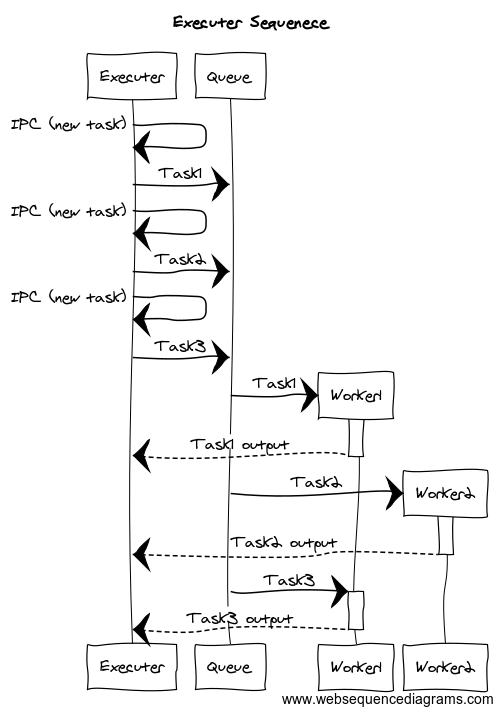 Executer Sequenece
Executer
Queue
IPC (new task)
Task1
IPC (new task)
Task2
IPC (new task)
Task3
Task1
Worker1
Task1 output
Task2
Worker2
Task2 output
Task3
Task3 output
Executer
Queue
Worker1
Worker2
www.websequencediagrams.com